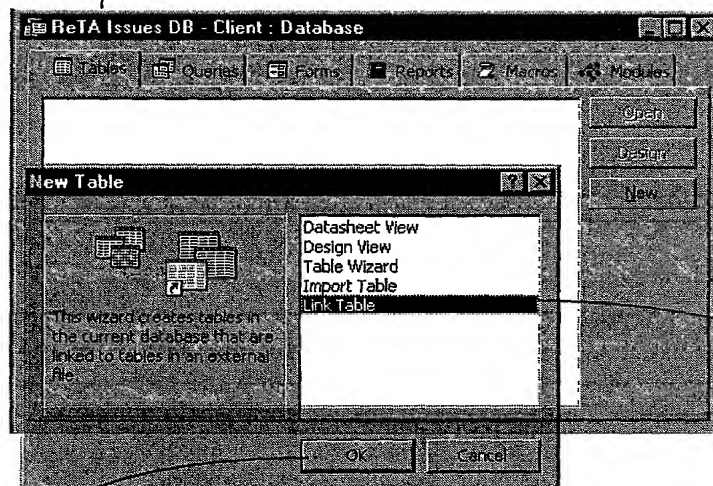 ReTA Issues DB - Client : Database
Tables Queries Forms Reports Macros Modules
Open
Design
New
New Table
Datasheet View
Design View
Table Wizard
Import Table
Link Table
This wizard creates tables in
the current database that are
linked to tables in an external
file.
Ok Cancel